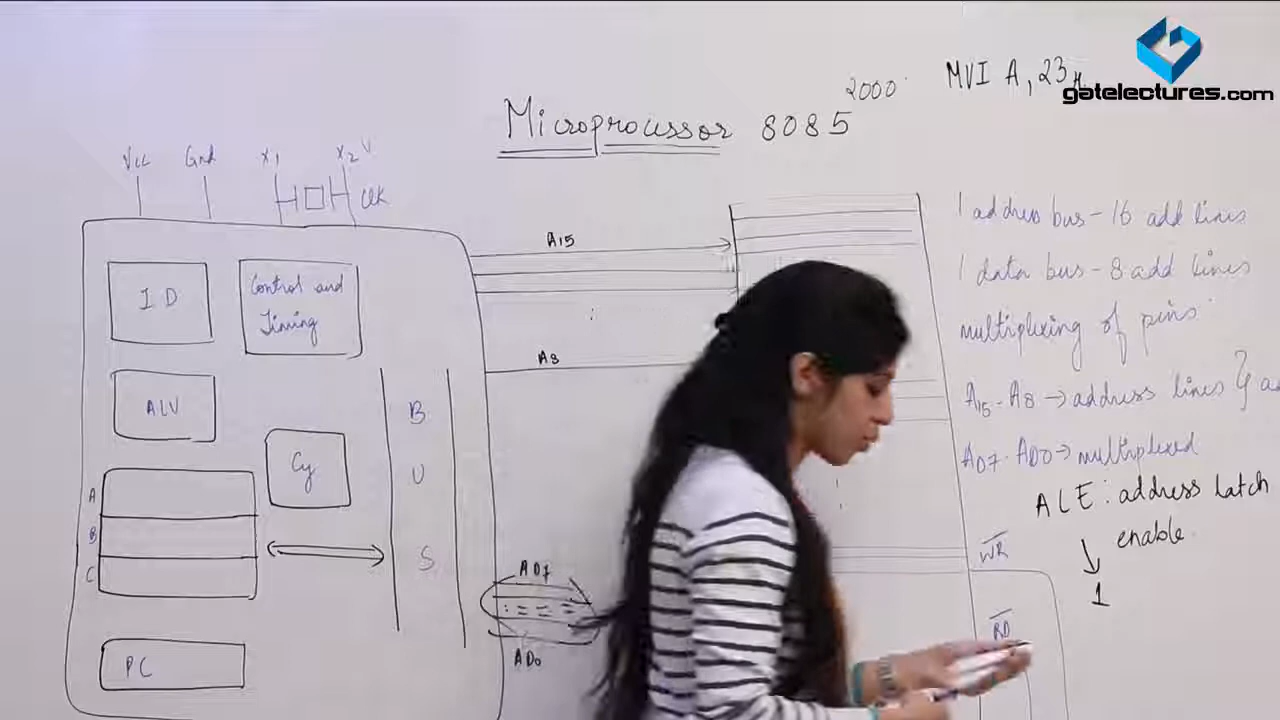 gatelectures.com
MVI A, 23H
2000
Microprocessor 8085
Vcc Gnd X1 X2 CLK
A15
1 address bus - 16 add lines
I D
Control and
Timing
1 data bus - 8 add lines
multiplexing of pins
A8
A15-A8 → address lines }
ALU
B
U
S
Cy
AD7-AD0 → multiplexed
ALE : address latch
enable
1
A
B
C
WR
AD7
RD
AD0
PC